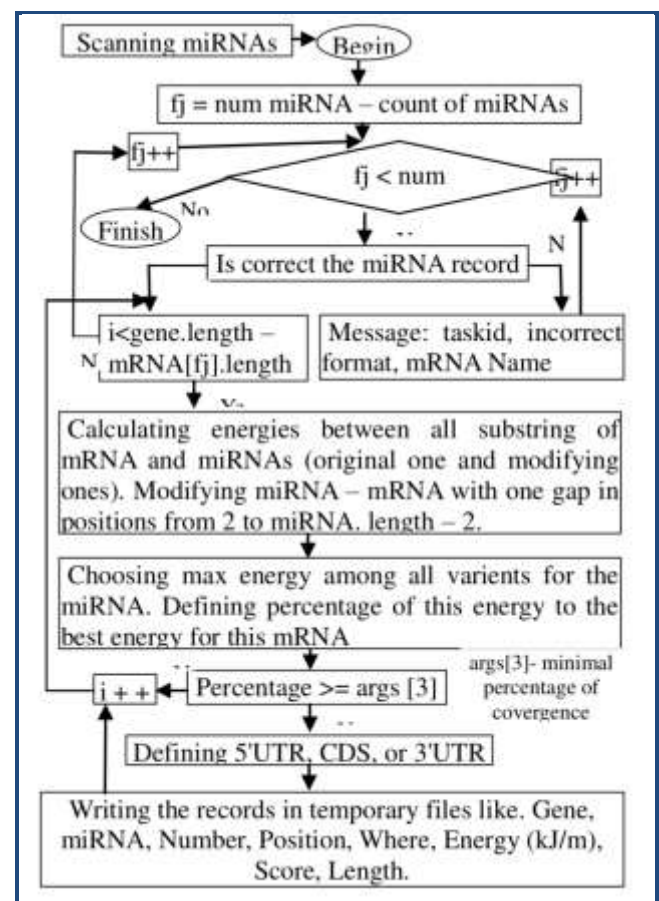 Scanning miRNAs
Begin
fj = num miRNA – count of miRNAs
fj++
fj < num
No
Finish
N
Is correct the miRNA record
i<gene.length –
mRNA[fj].length
N
Message: taskid, incorrect
format, mRNA Name
Calculating energies between all substring of
mRNA and miRNAs (original one and modifying
ones). Modifying miRNA – mRNA with one gap in
positions from 2 to miRNA. length – 2.
Choosing max energy among all varients for the
miRNA. Defining percentage of this energy to the
best energy for this mRNA
args[3]- minimal
percentage of
covergence
i ++
Percentage >= args [3]
Defining 5'UTR, CDS, or 3'UTR
Writing the records in temporary files like. Gene,
miRNA, Number, Position, Where, Energy (kJ/m),
Score, Length.